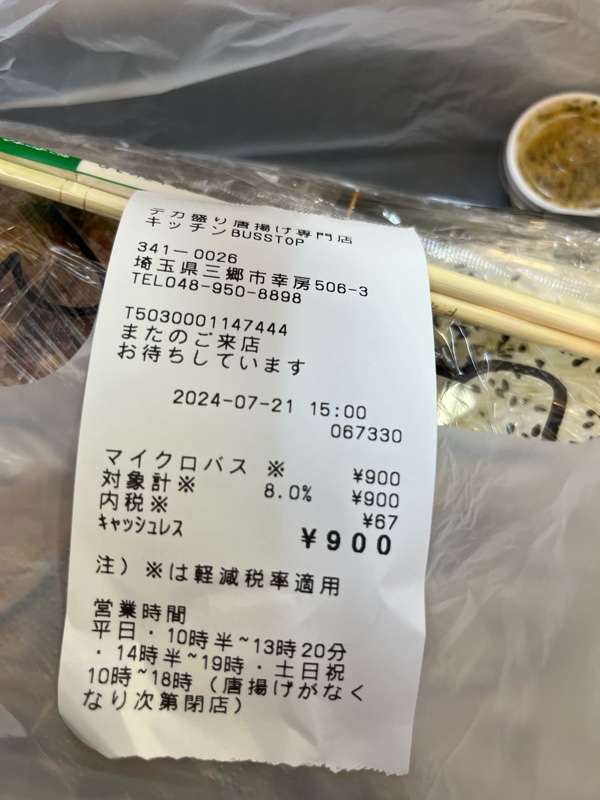 デカ盛り唐揚げ専門店
キッチンBUSSTOP
341-0026
埼玉県三郷市幸房506-3
TEL048-950-8898
T5030001147444
またのご来店
お待ちしています
2024-07-21 15:00
067330
マイクロバス ※ ¥900
対象計※ 8.0% ¥900
内税※ ¥67
ｷｬｯｼｭﾚｽ ¥900
注）※は軽減税率適用
営業時間
平日・10時半~13時20分
・14時半~19時・土日祝
10時~18時（唐揚げがなく
なり次第閉店）